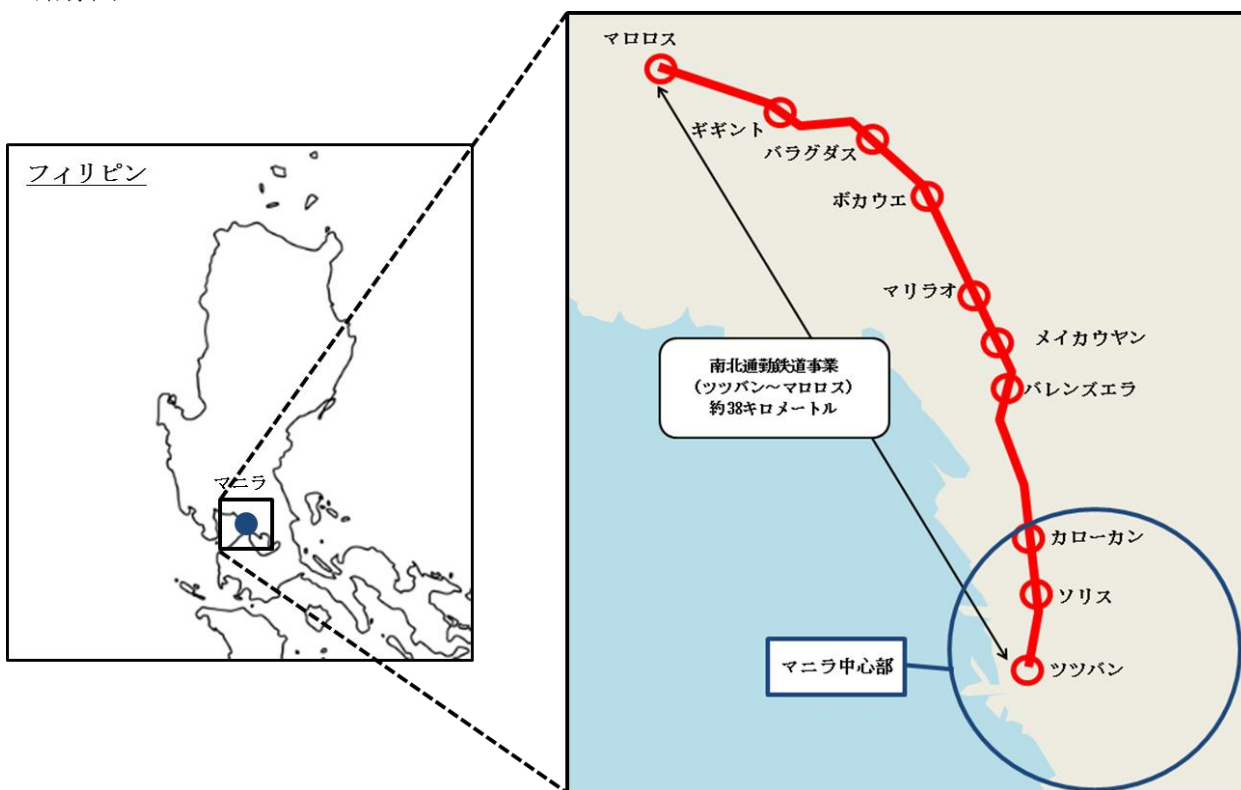 フィリピン
マニラ
マロロス
ギギント
バラグダス
ボカウエ
マリラオ
メイカウヤン
バレンズエラ
南北通勤鉄道事業
（ツツバン～マロロス）
約38キロメートル
カローカン
ソリス
ツツバン
マニラ中心部